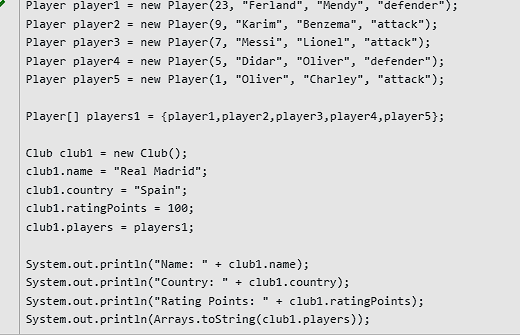 Player player1 = new Player(23, "Ferland", "Mendy", "defender");
Player player2 = new Player(9, "Karim", "Benzema", "attack");
Player player3 = new Player(7, "Messi", "Lionel", "attack");
Player player4 = new Player(5, "Didar", "Oliver", "defender");
Player player5 = new Player(1, "Oliver", "Charley", "attack");
Player[] players1 = {player1,player2,player3,player4,player5};
Club club1 = new Club();
club1.name = "Real Madrid";
club1.country = "Spain";
club1.ratingPoints = 100;
club1.players = players1;
System.out.println("Name: " + club1.name);
System.out.println("Country: " + club1.country);
System.out.println("Rating Points: " + club1.ratingPoints);
System.out.println(Arrays.toString(club1.players));